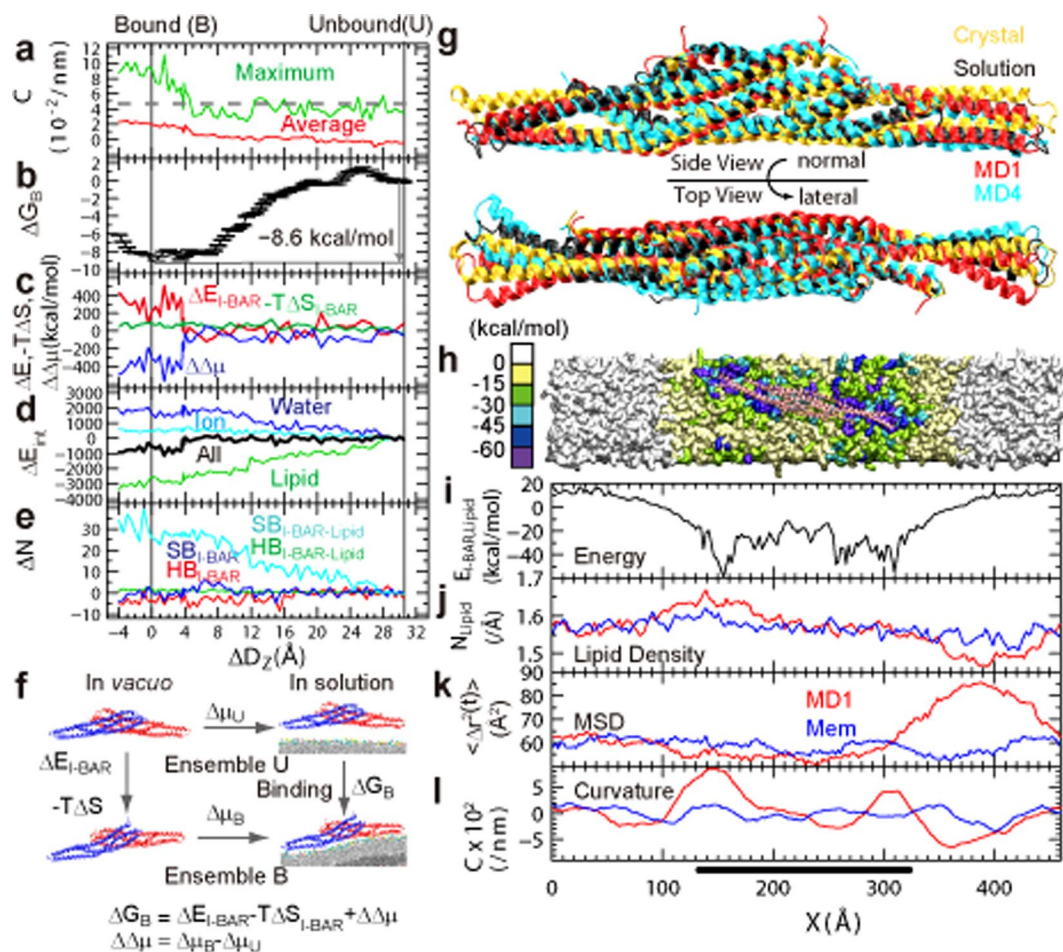 Bound (B)
Unbound(U)
a
12
10
8
6
4
2
0
C
(10⁻²/nm)
Maximum
Average
b
2
0
−2
−4
−6
−8
−10
ΔG_B
−8.6 kcal/mol
c
400
200
0
−200
−400
ΔE,-TΔS,
ΔΔμ(kcal/mol)
ΔE_I-BAR
-TΔS_I-BAR
ΔΔμ
d
3000
2000
1000
0
ΔE_int
Water
Ion
All
Lipid
e
30
20
10
0
−10
ΔN
SB_I-BAR-Lipid
SB_I-BAR
HB_I-BAR-Lipid
HB_I-BAR
−4 0 4 8 12 16 20 24 28 32
ΔD_Z(Å)
f
In vacuo
In solution
Δμ_U
ΔE_I-BAR
Ensemble U
-TΔS
Binding
ΔG_B
Δμ_B
Ensemble B
ΔG_B = ΔE_I-BAR-TΔS_I-BAR+ΔΔμ
ΔΔμ = Δμ_B-Δμ_U
g
Crystal
Solution
Side View
normal
Top View
lateral
MD1
MD4
(kcal/mol)
0
-15
-30
-45
-60
h
i
20
0
−20
−40
E_I-BAR,Lipid
(kcal/mol)
Energy
j
1.7
1.6
1.5
N_Lipid
(/Å)
Lipid Density
k
90
80
70
60
<Δr²(t)>
(Å²)
MSD
MD1
Mem
l
5
0
−5
C x 10²
(/nm)
Curvature
0 100 200 300 400
X(Å)